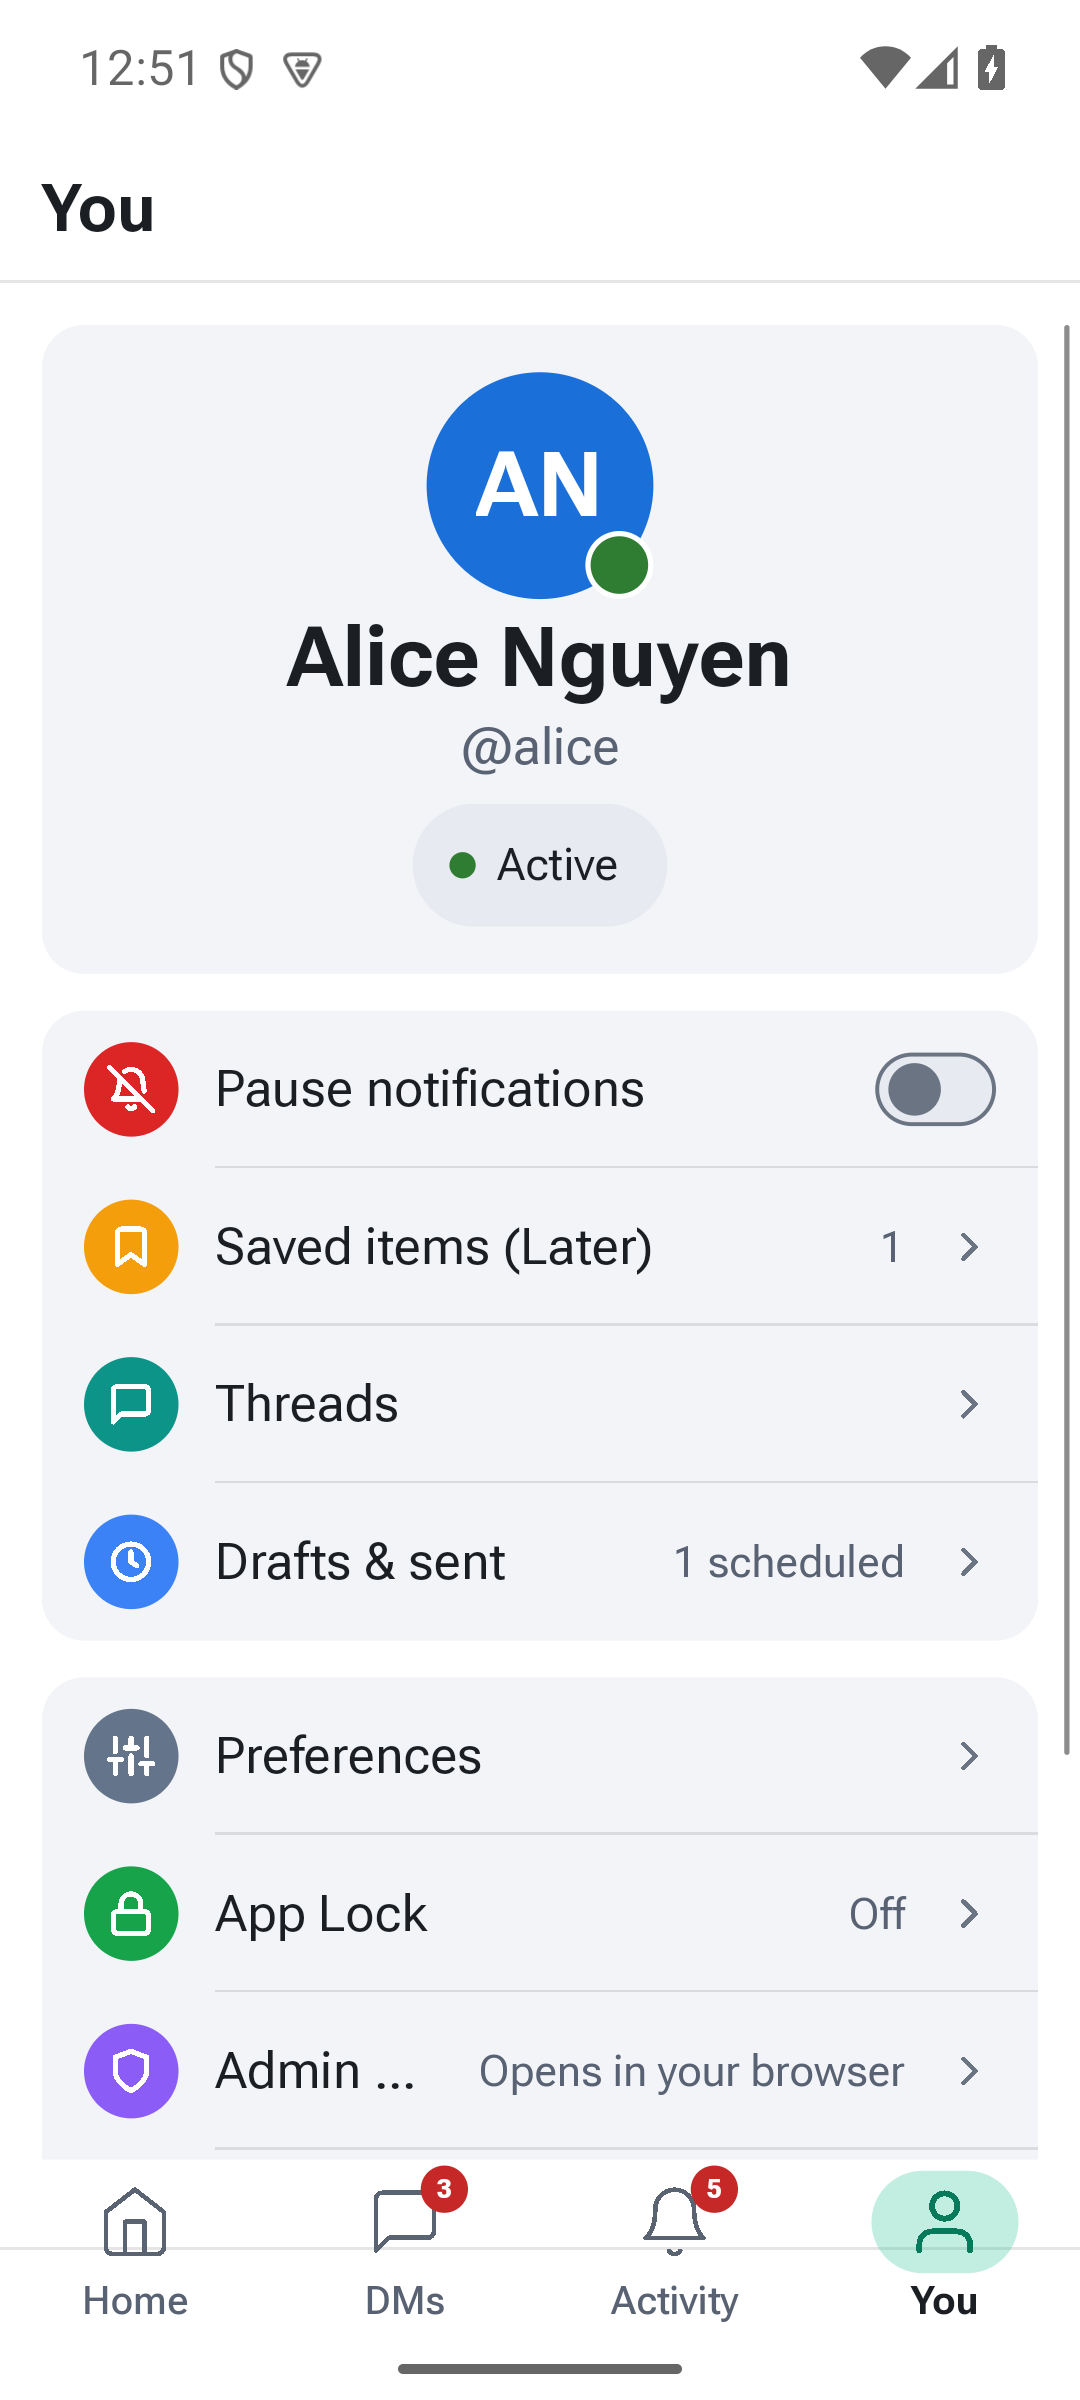 12:51
You
AN
Alice Nguyen
@alice
Active
Pause notifications
Saved items (Later) 1
Threads
Drafts & sent 1 scheduled
Preferences
App Lock Off
Admin ... Opens in your browser
3 5
Home DMs Activity You